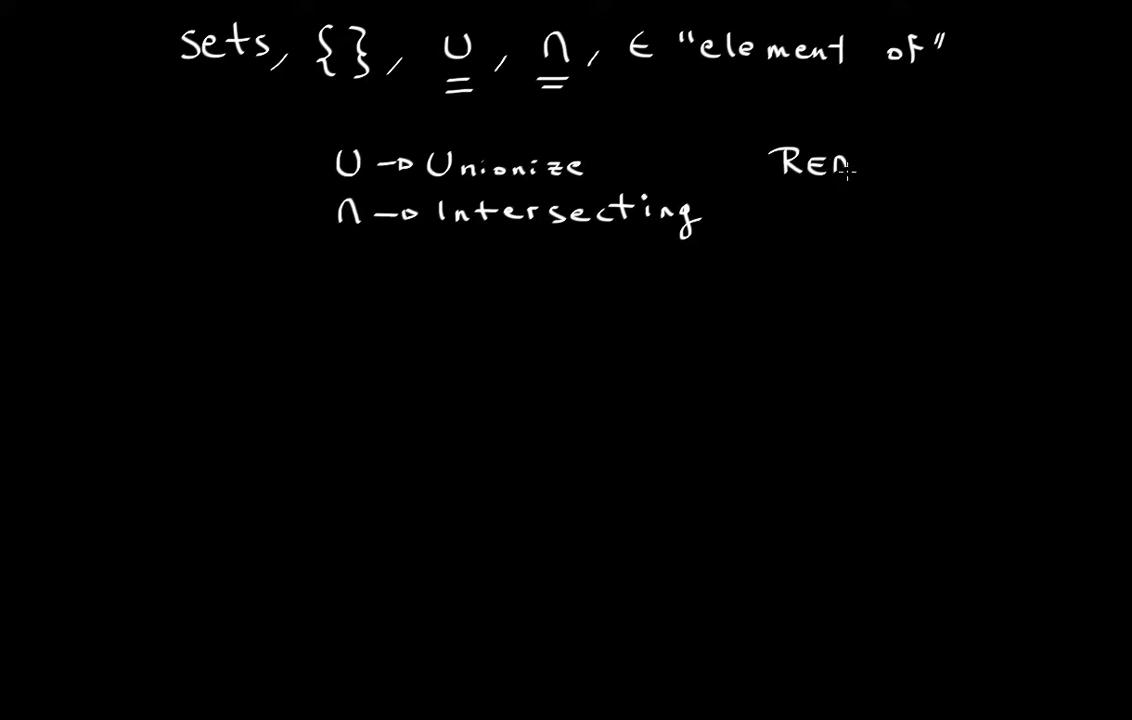 sets, {}, ∪, ∩, ∈ "element of"
∪ → Unionize
∩ → Intersecting